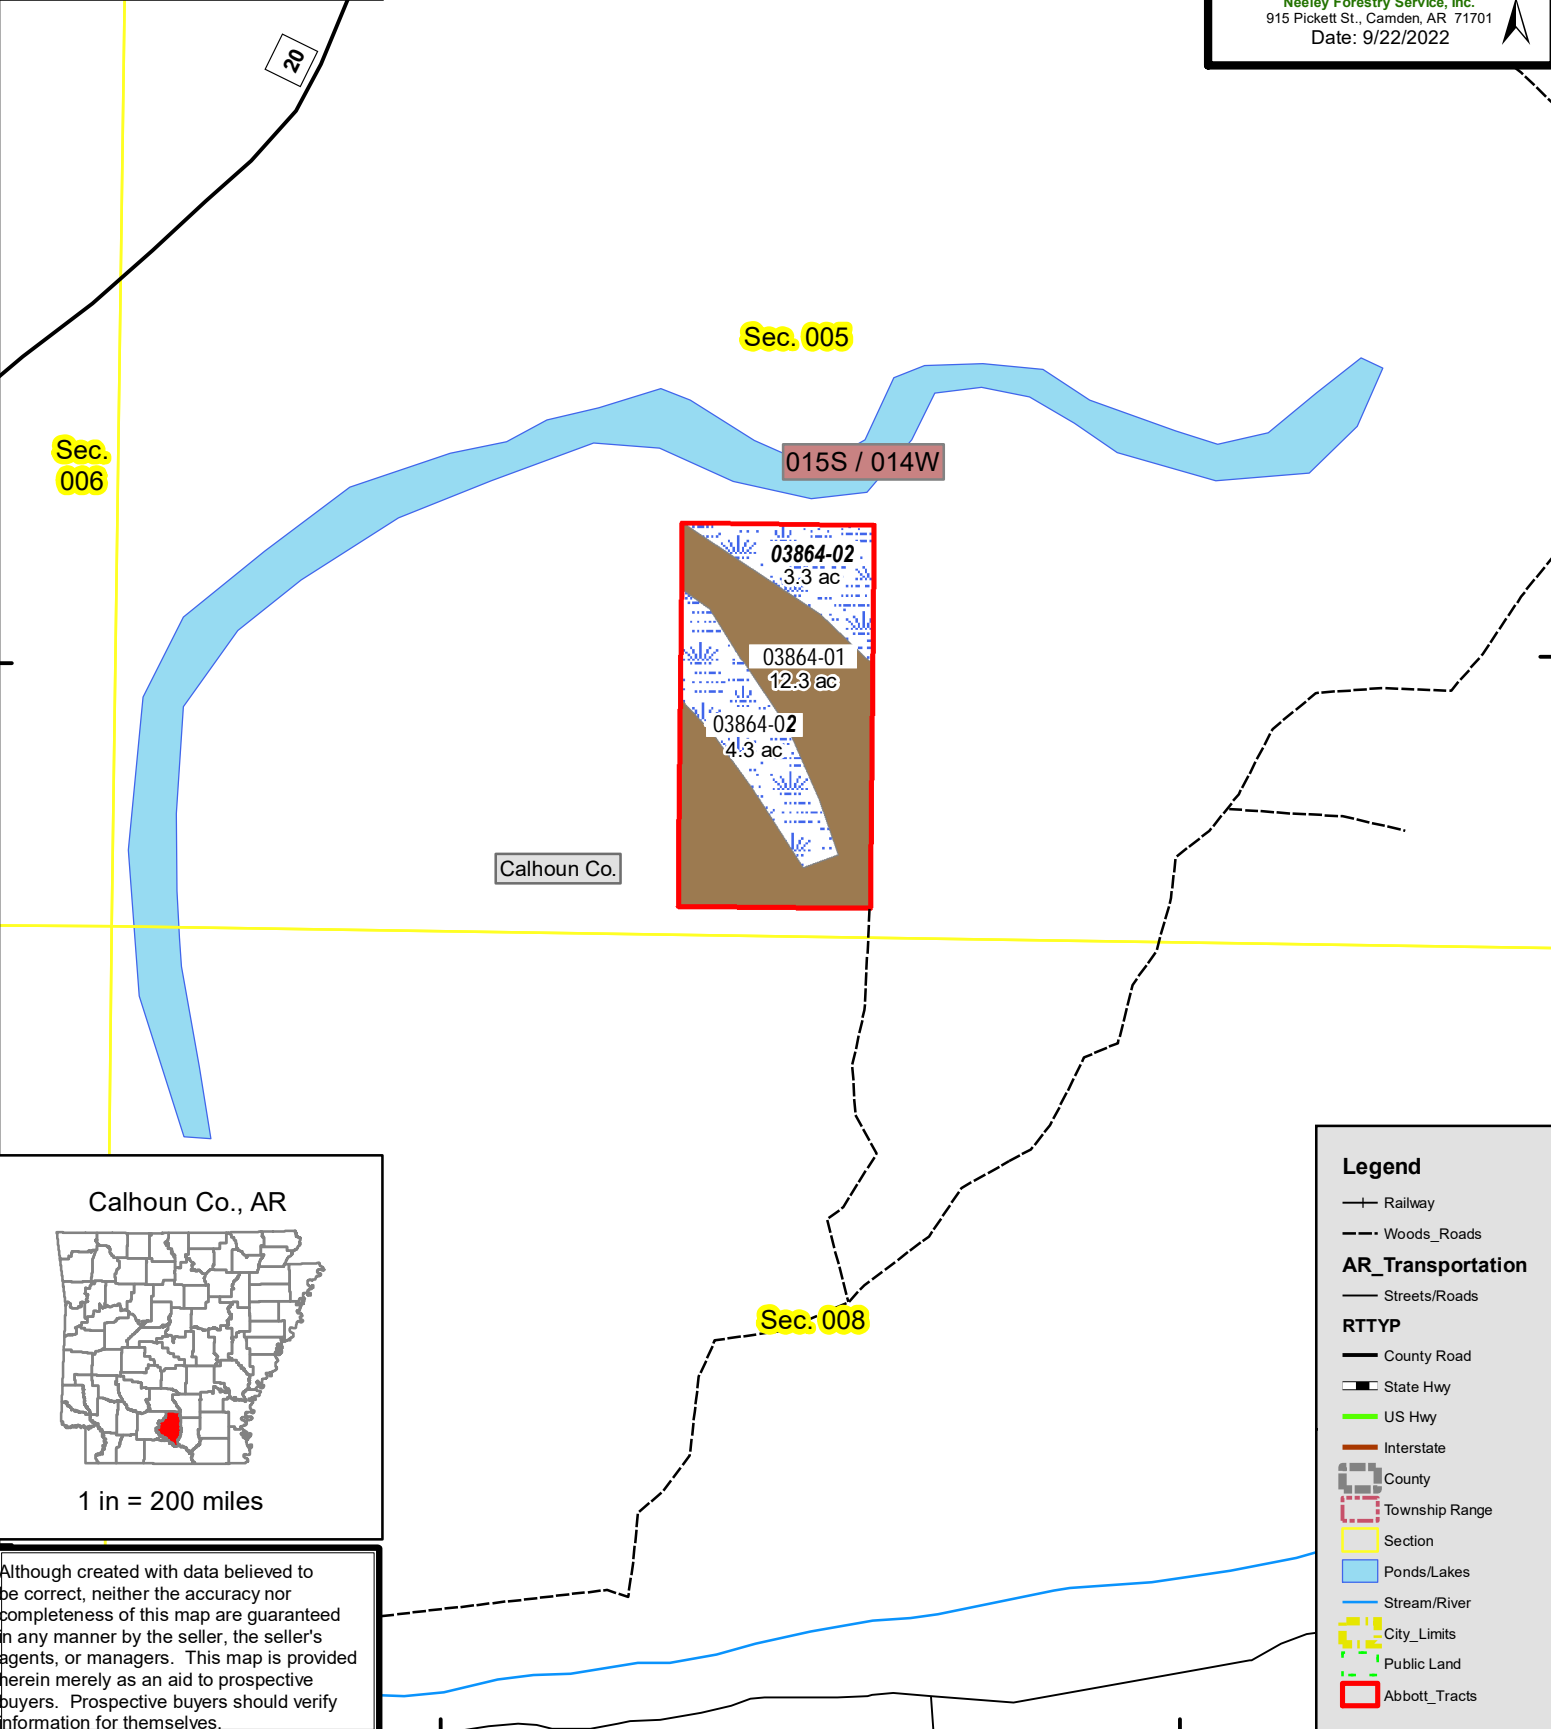 Neeley Forestry Service, Inc.
915 Pickett St., Camden, AR 71701
Date: 9/22/2022
20
Sec. 005
Sec.
006
015S / 014W
03864-02
3.3 ac
03864-01
12.3 ac
03864-02
4.3 ac
Calhoun Co.
Sec. 008
Calhoun Co., AR
1 in = 200 miles
Although created with data believed to
be correct, neither the accuracy nor
completeness of this map are guaranteed
in any manner by the seller, the seller's
agents, or managers. This map is provided
herein merely as an aid to prospective
buyers. Prospective buyers should verify
information for themselves.
Legend
Railway
Woods_Roads
AR_Transportation
Streets/Roads
RTTYP
County Road
State Hwy
US Hwy
Interstate
County
Township Range
Section
Ponds/Lakes
Stream/River
City_Limits
Public Land
Abbott_Tracts